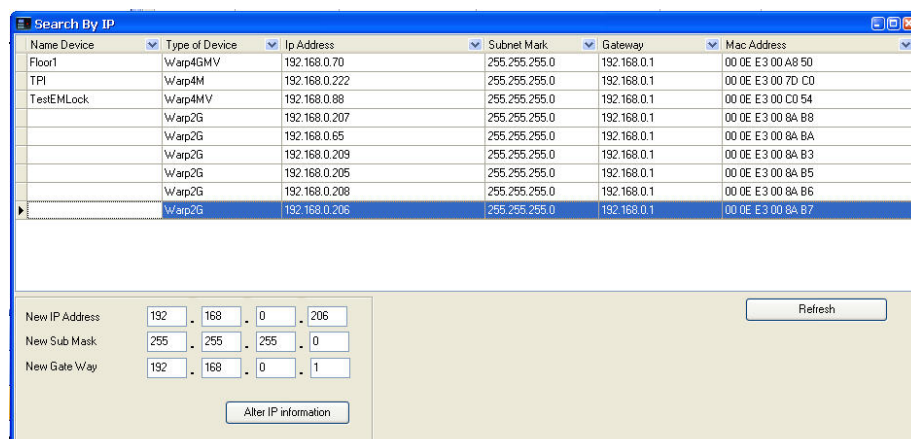 Search By IP
Name Device Type of Device Ip Address Subnet Mark Gateway Mac Address
Floor1 Warp4GMV 192.168.0.70 255.255.255.0 192.168.0.1 00 0E E3 00 A8 50
TPI Warp4M 192.168.0.222 255.255.255.0 192.168.0.1 00 0E E3 00 7D C0
TestEMLock Warp4MV 192.168.0.88 255.255.255.0 192.168.0.1 00 0E E3 00 C0 54
Warp2G 192.168.0.207 255.255.255.0 192.168.0.1 00 0E E3 00 8A B8
Warp2G 192.168.0.65 255.255.255.0 192.168.0.1 00 0E E3 00 8A BA
Warp2G 192.168.0.209 255.255.255.0 192.168.0.1 00 0E E3 00 8A B3
Warp2G 192.168.0.205 255.255.255.0 192.168.0.1 00 0E E3 00 8A B5
Warp2G 192.168.0.208 255.255.255.0 192.168.0.1 00 0E E3 00 8A B6
Warp2G 192.168.0.206 255.255.255.0 192.168.0.1 00 0E E3 00 8A B7
New IP Address 192 . 168 . 0 . 206 Refresh
New Sub Mask 255 . 255 . 255 . 0
New Gate Way 192 . 168 . 0 . 1
Alter IP information